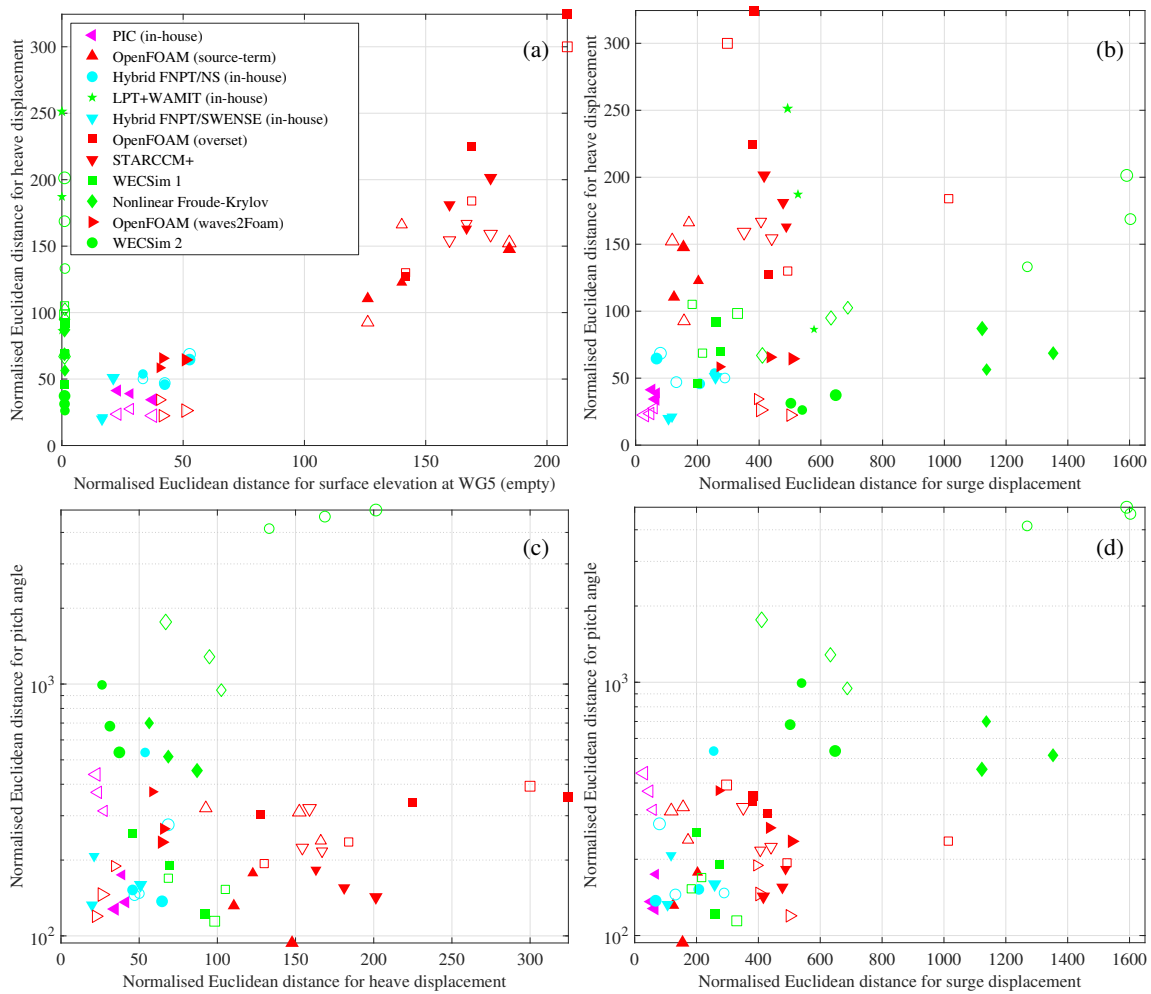 (a)
PIC (in-house)
OpenFOAM (source-term)
Hybrid FNPT/NS (in-house)
LPT+WAMIT (in-house)
Hybrid FNPT/SWENSE (in-house)
OpenFOAM (overset)
STARCCM+
WECSim 1
Nonlinear Froude-Krylov
OpenFOAM (waves2Foam)
WECSim 2
Normalised Euclidean distance for heave displacement
300
250
200
150
100
50
0
0 50 100 150 200
Normalised Euclidean distance for surface elevation at WG5 (empty)
(b)
Normalised Euclidean distance for heave displacement
300
250
200
150
100
50
0
0 200 400 600 800 1000 1200 1400 1600
Normalised Euclidean distance for surge displacement
(c)
Normalised Euclidean distance for pitch angle
10³
10²
0 50 100 150 200 250 300
Normalised Euclidean distance for heave displacement
(d)
Normalised Euclidean distance for pitch angle
10³
10²
0 200 400 600 800 1000 1200 1400 1600
Normalised Euclidean distance for surge displacement